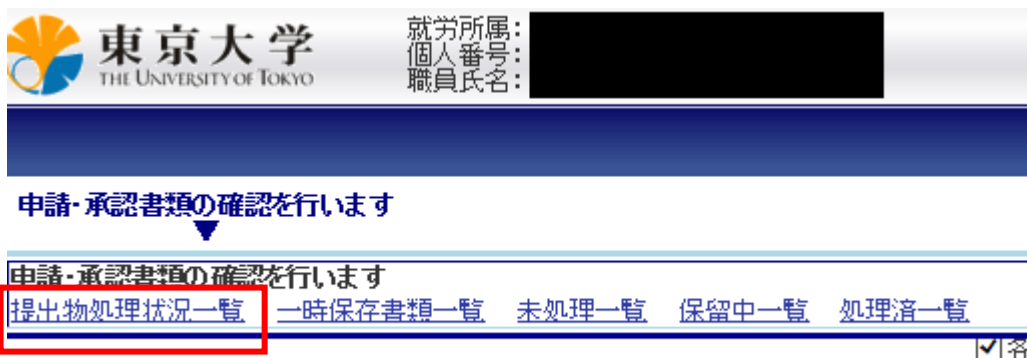 東京大学
THE UNIVERSITY OF TOKYO
就労所属:
個人番号:
職員氏名:
申請・承認書類の確認を行います
▼
申請・承認書類の確認を行います
提出物処理状況一覧 一時保存書類一覧 未処理一覧 保留中一覧 処理済一覧